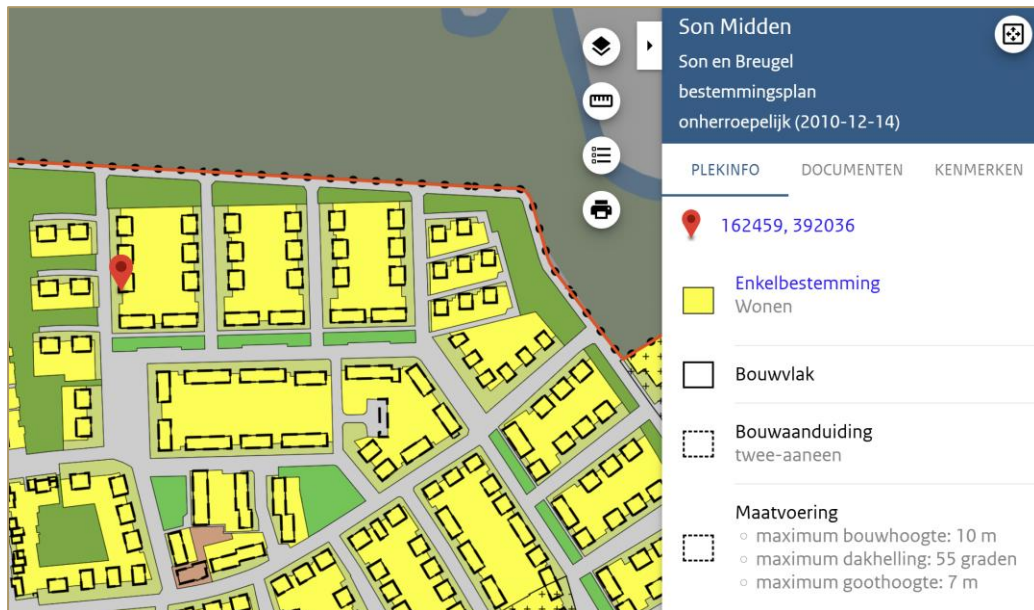 Son Midden
Son en Breugel
bestemmingsplan
onherroepelijk (2010-12-14)
PLEKINFO DOCUMENTEN KENMERKEN
162459, 392036
Enkelbestemming
Wonen
Bouwvlak
Bouwaanduiding
twee-aaneen
Maatvoering
○ maximum bouwhoogte: 10 m
○ maximum dakhelling: 55 graden
○ maximum goothoogte: 7 m